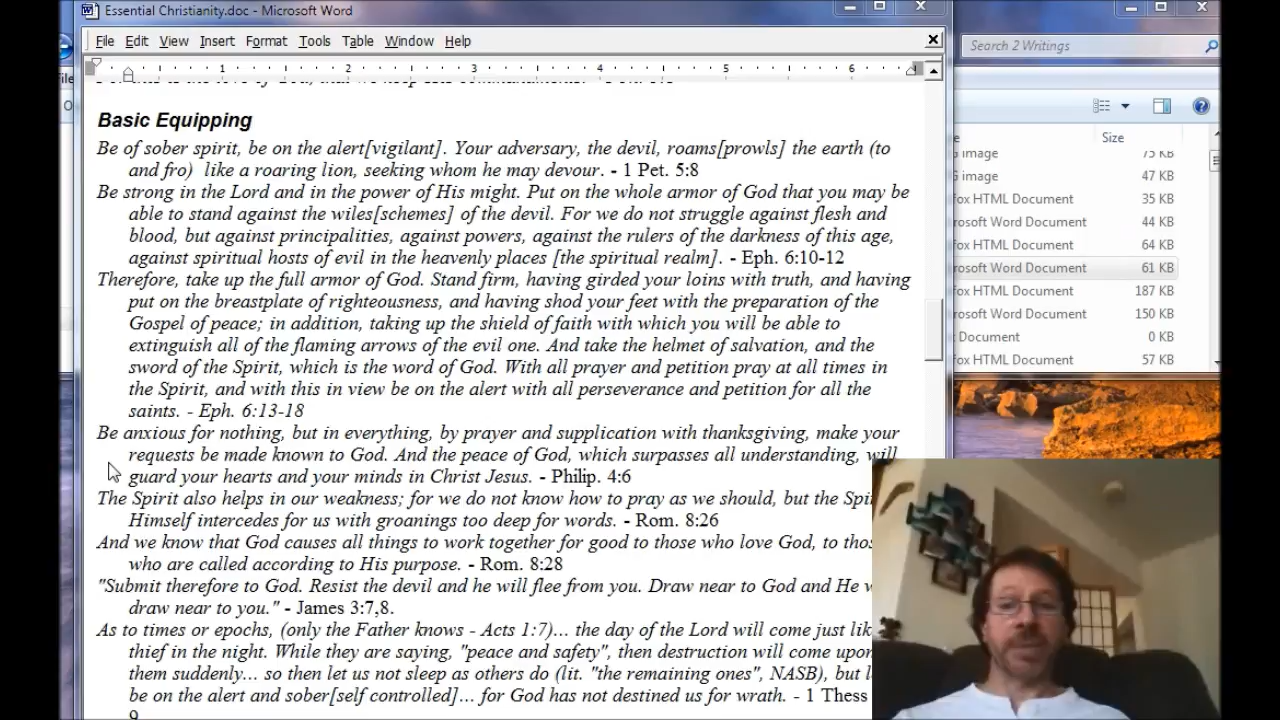 Essential Christianity.doc - Microsoft Word
File Edit View Insert Format Tools Table Window Help
Search 2 Writings
1 2 3 4 5 6
Basic Equipping
Be of sober spirit, be on the alert[vigilant]. Your adversary, the devil, roams[prowls] the earth (to
and fro) like a roaring lion, seeking whom he may devour. - 1 Pet. 5:8
Be strong in the Lord and in the power of His might. Put on the whole armor of God that you may be
able to stand against the wiles[schemes] of the devil. For we do not struggle against flesh and
blood, but against principalities, against powers, against the rulers of the darkness of this age,
against spiritual hosts of evil in the heavenly places [the spiritual realm]. - Eph. 6:10-12
Therefore, take up the full armor of God. Stand firm, having girded your loins with truth, and having
put on the breastplate of righteousness, and having shod your feet with the preparation of the
Gospel of peace; in addition, taking up the shield of faith with which you will be able to
extinguish all of the flaming arrows of the evil one. And take the helmet of salvation, and the
sword of the Spirit, which is the word of God. With all prayer and petition pray at all times in
the Spirit, and with this in view be on the alert with all perseverance and petition for all the
saints. - Eph. 6:13-18
Be anxious for nothing, but in everything, by prayer and supplication with thanksgiving, make your
requests be made known to God. And the peace of God, which surpasses all understanding, will
guard your hearts and your minds in Christ Jesus. - Philip. 4:6
The Spirit also helps in our weakness; for we do not know how to pray as we should, but the Spi
Himself intercedes for us with groanings too deep for words. - Rom. 8:26
And we know that God causes all things to work together for good to those who love God, to thos
who are called according to His purpose. - Rom. 8:28
"Submit therefore to God. Resist the devil and he will flee from you. Draw near to God and He w
draw near to you." - James 3:7,8.
As to times or epochs, (only the Father knows - Acts 1:7)... the day of the Lord will come just lik
thief in the night. While they are saying, "peace and safety", then destruction will come upon
them suddenly... so then let us not sleep as others do (lit. "the remaining ones", NASB), but l
be on the alert and sober[self controlled]... for God has not destined us for wrath. - 1 Thess
9
Size
G image 75 KB
G image 47 KB
fox HTML Document 35 KB
rosoft Word Document 44 KB
fox HTML Document 64 KB
rosoft Word Document 61 KB
fox HTML Document 187 KB
rosoft Word Document 150 KB
t Document 0 KB
fox HTML Document 57 KB